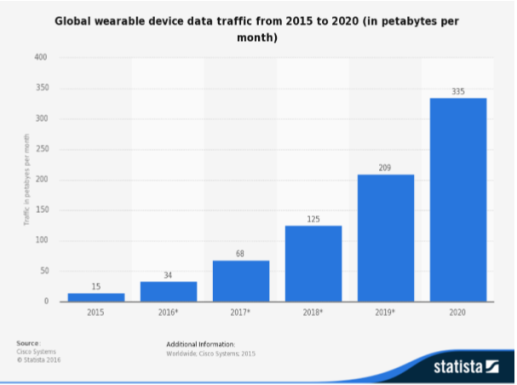 Global wearable device data traffic from 2015 to 2020 (in petabytes per
month)
Traffic in petabytes per month
400
350
300
250
200
150
100
50
0
15
34
68
125
209
335
2015
2016*
2017*
2018*
2019*
2020
Source:
Cisco Systems
© Statista 2016
Additional Information:
Worldwide; Cisco Systems; 2015
statista